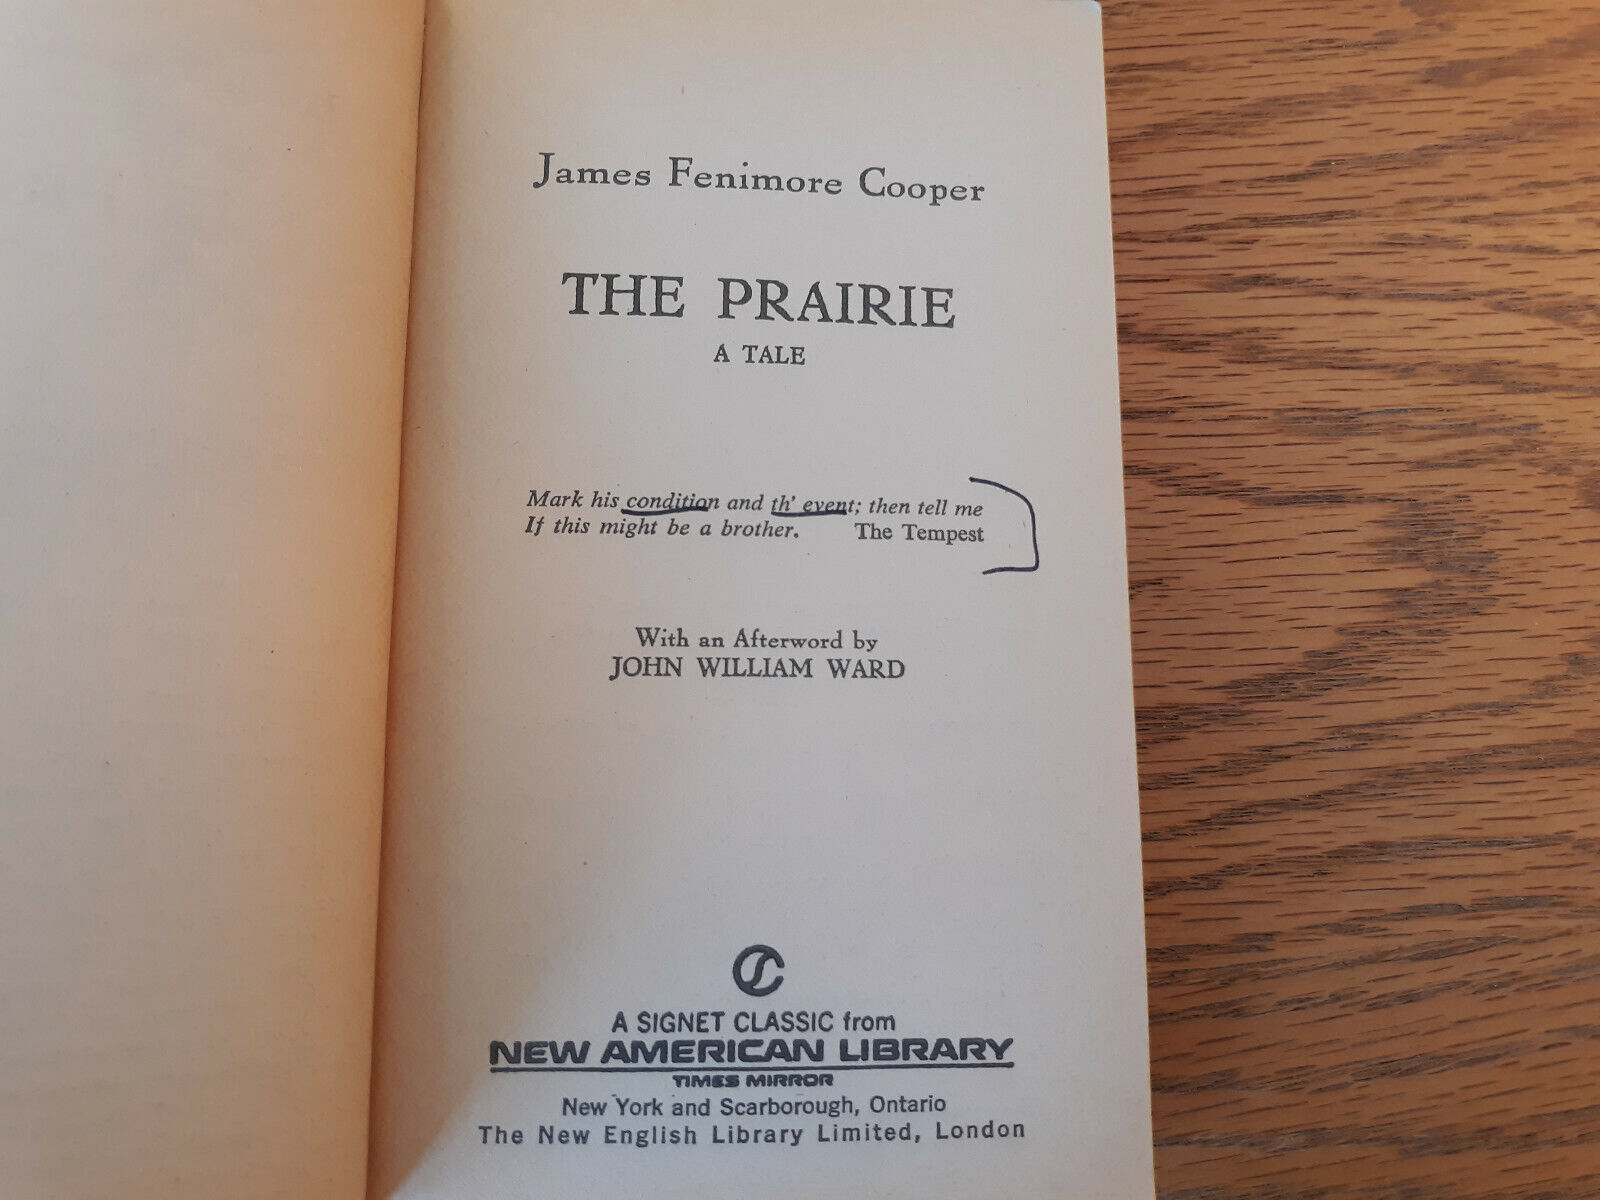 James Fenimore Cooper
THE PRAIRIE
A TALE
Mark his condition and th' event; then tell me
If this might be a brother. The Tempest
With an Afterword by
JOHN WILLIAM WARD
A SIGNET CLASSIC from
NEW AMERICAN LIBRARY
TIMES MIRROR
New York and Scarborough, Ontario
The New English Library Limited, London